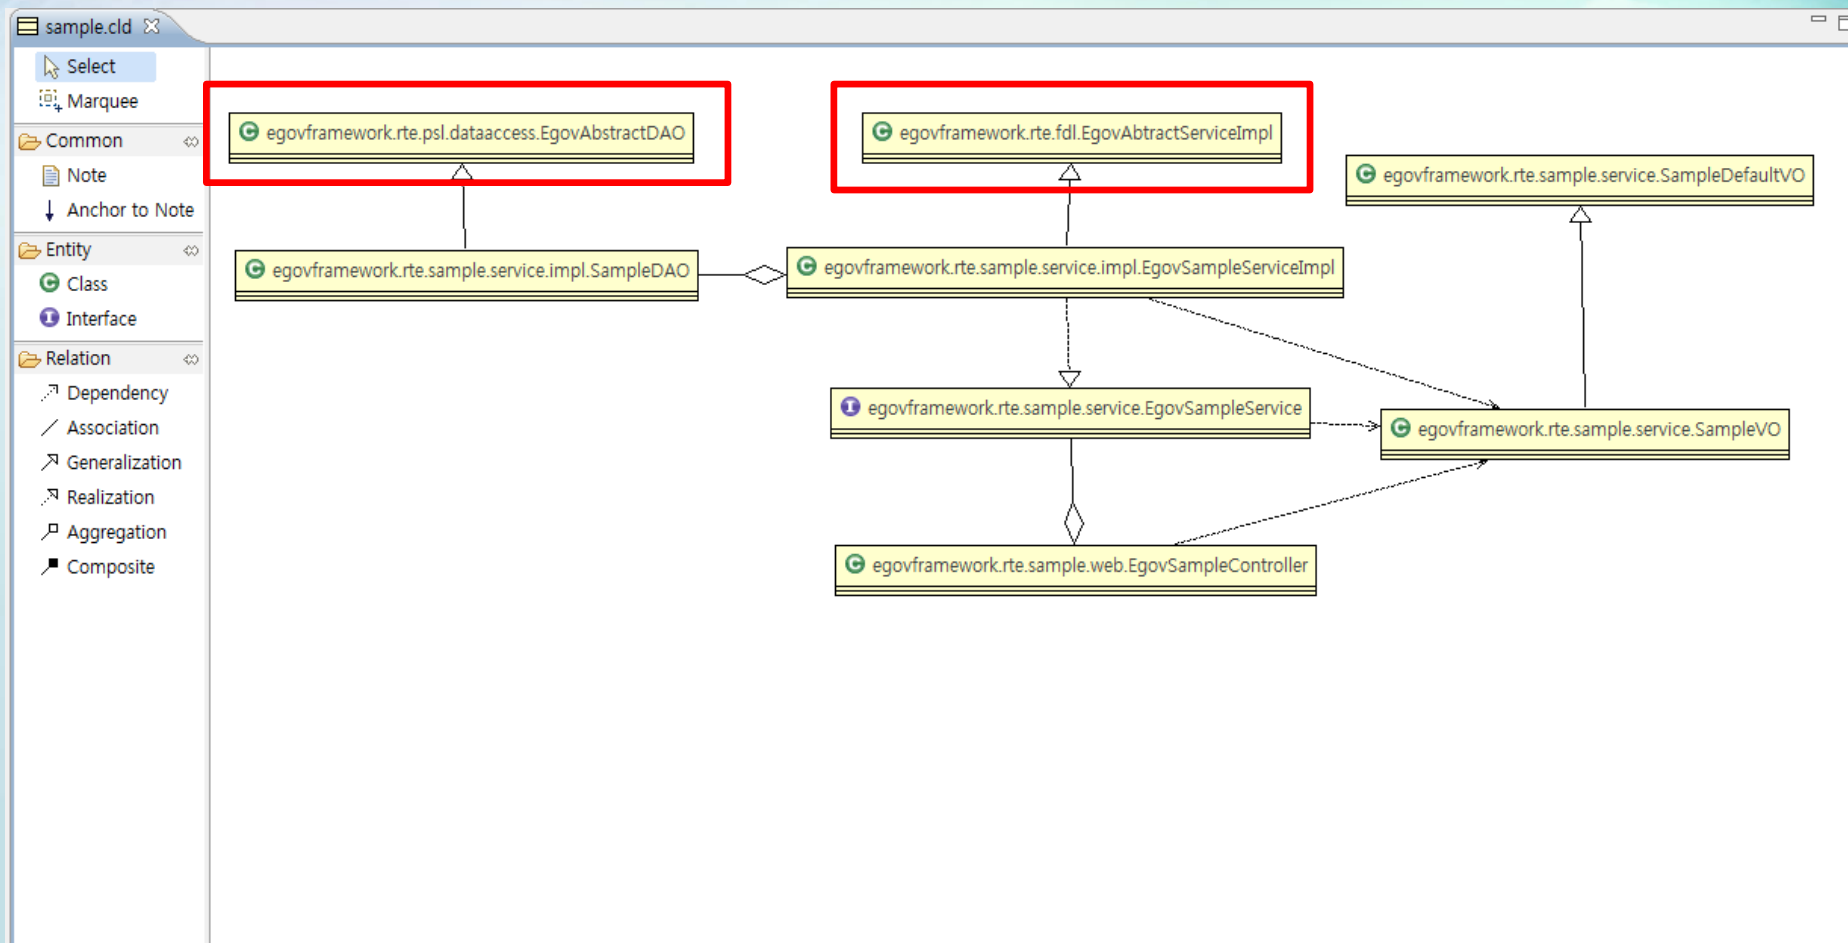 sample.cld
Select
Marquee
Common
Note
Anchor to Note
Entity
Class
Interface
Relation
Dependency
Association
Generalization
Realization
Aggregation
Composite
egovframework.rte.psl.dataaccess.EgovAbstractDAO
egovframework.rte.fdl.EgovAbtractServiceImpl
egovframework.rte.sample.service.SampleDefaultVO
egovframework.rte.sample.service.impl.SampleDAO
egovframework.rte.sample.service.impl.EgovSampleServiceImpl
egovframework.rte.sample.service.EgovSampleService
egovframework.rte.sample.service.SampleVO
egovframework.rte.sample.web.EgovSampleController